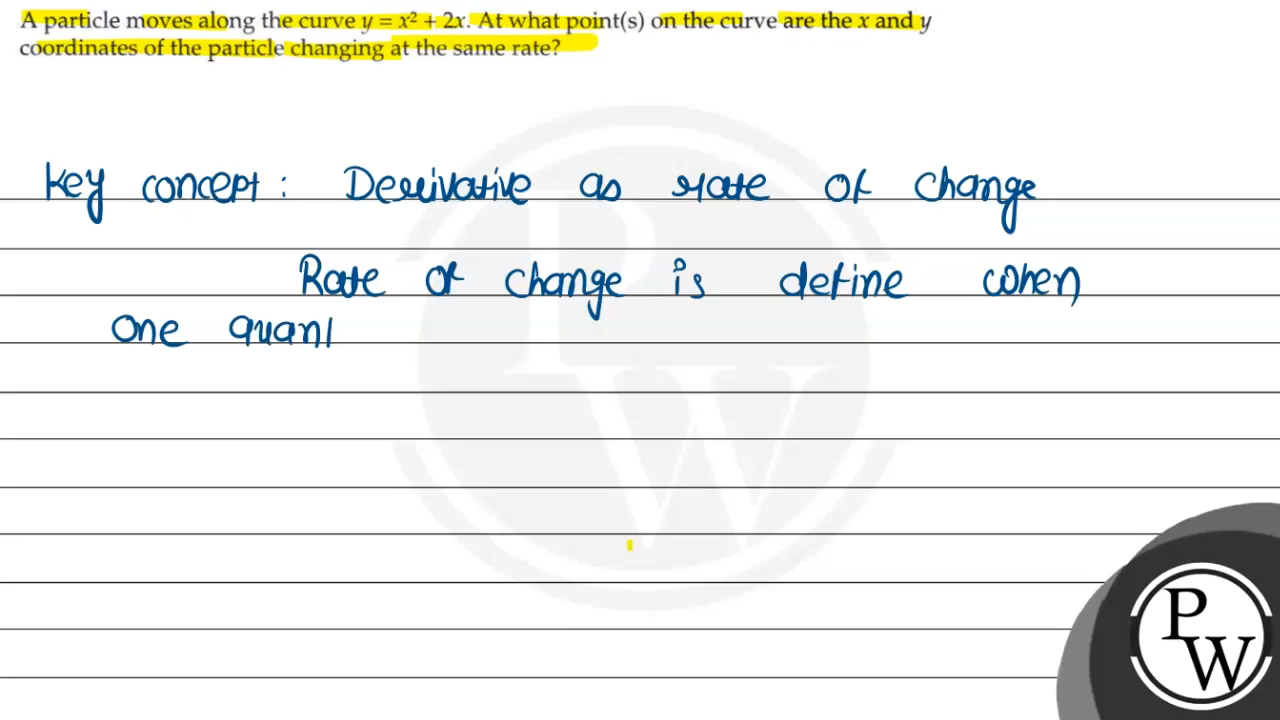 A particle moves along the curve y = x² + 2x. At what point(s) on the curve are the x and y
coordinates of the particle changing at the same rate?
Key concept: Derivative as rate of change
Rate of change is define when
one quan
PW
PW